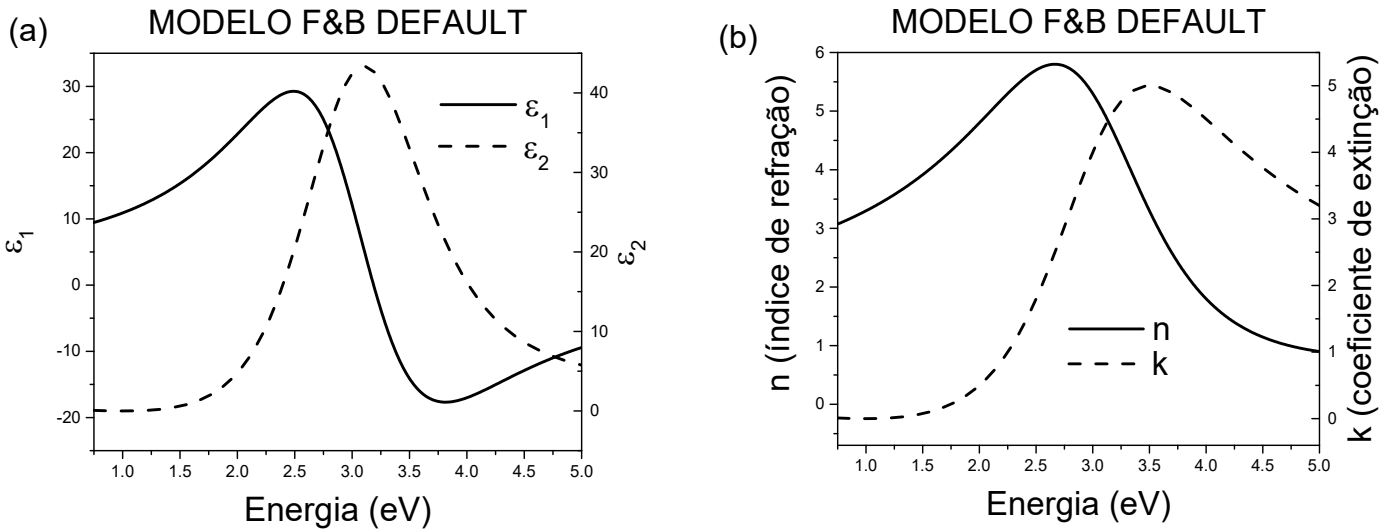 (a)
MODELO F&B DEFAULT
30
20
10
0
-10
-20
ε1
ε1
ε2
40
30
20
10
0
ε2
1.0 1.5 2.0 2.5 3.0 3.5 4.0 4.5 5.0
Energia (eV)
(b)
MODELO F&B DEFAULT
6
5
4
3
2
1
0
n (índice de refração)
n
k
5
4
3
2
1
0
k (coeficiente de extinção)
1.0 1.5 2.0 2.5 3.0 3.5 4.0 4.5 5.0
Energia (eV)